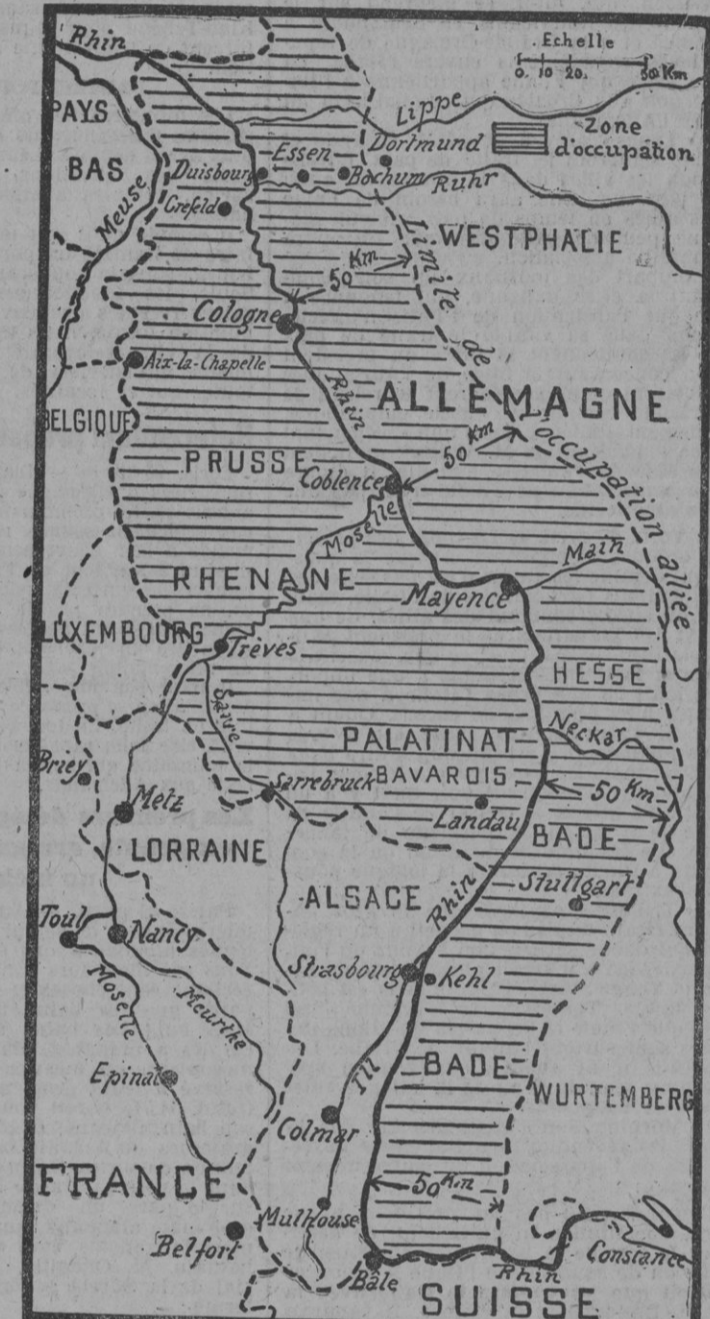 Echelle
0 10 20 50 Km
Rhin
PAYS
BAS
Lippe
Zone
d'occupation
Essen
Dortmund
Duisbourg
Bochum
Ruhr
Crefeld
Meuse
WESTPHALIE
50 Km
Limite de occupation alliée
Cologne
Aix-la-Chapelle
Rhin
ALLEMAGNE
BELGIQUE
PRUSSE
50 Km
Coblence
Moselle
Main
RHENANE
Mayence
LUXEMBOURG
Trèves
HESSE
Sarre
Neckar
PALATINAT
BAVAROIS
Briey
Sarrebruck
50 Km
Metz
Landau
BADE
LORRAINE
ALSACE
Rhin
Stuttgart
Toul
Nancy
Strasbourg
Kehl
Moselle
Meurthe
Epinal
Ill
BADE
WURTEMBERG
Colmar
FRANCE
50 Km
Mulhouse
Belfort
Constance
Bâle
Rhin
SUISSE